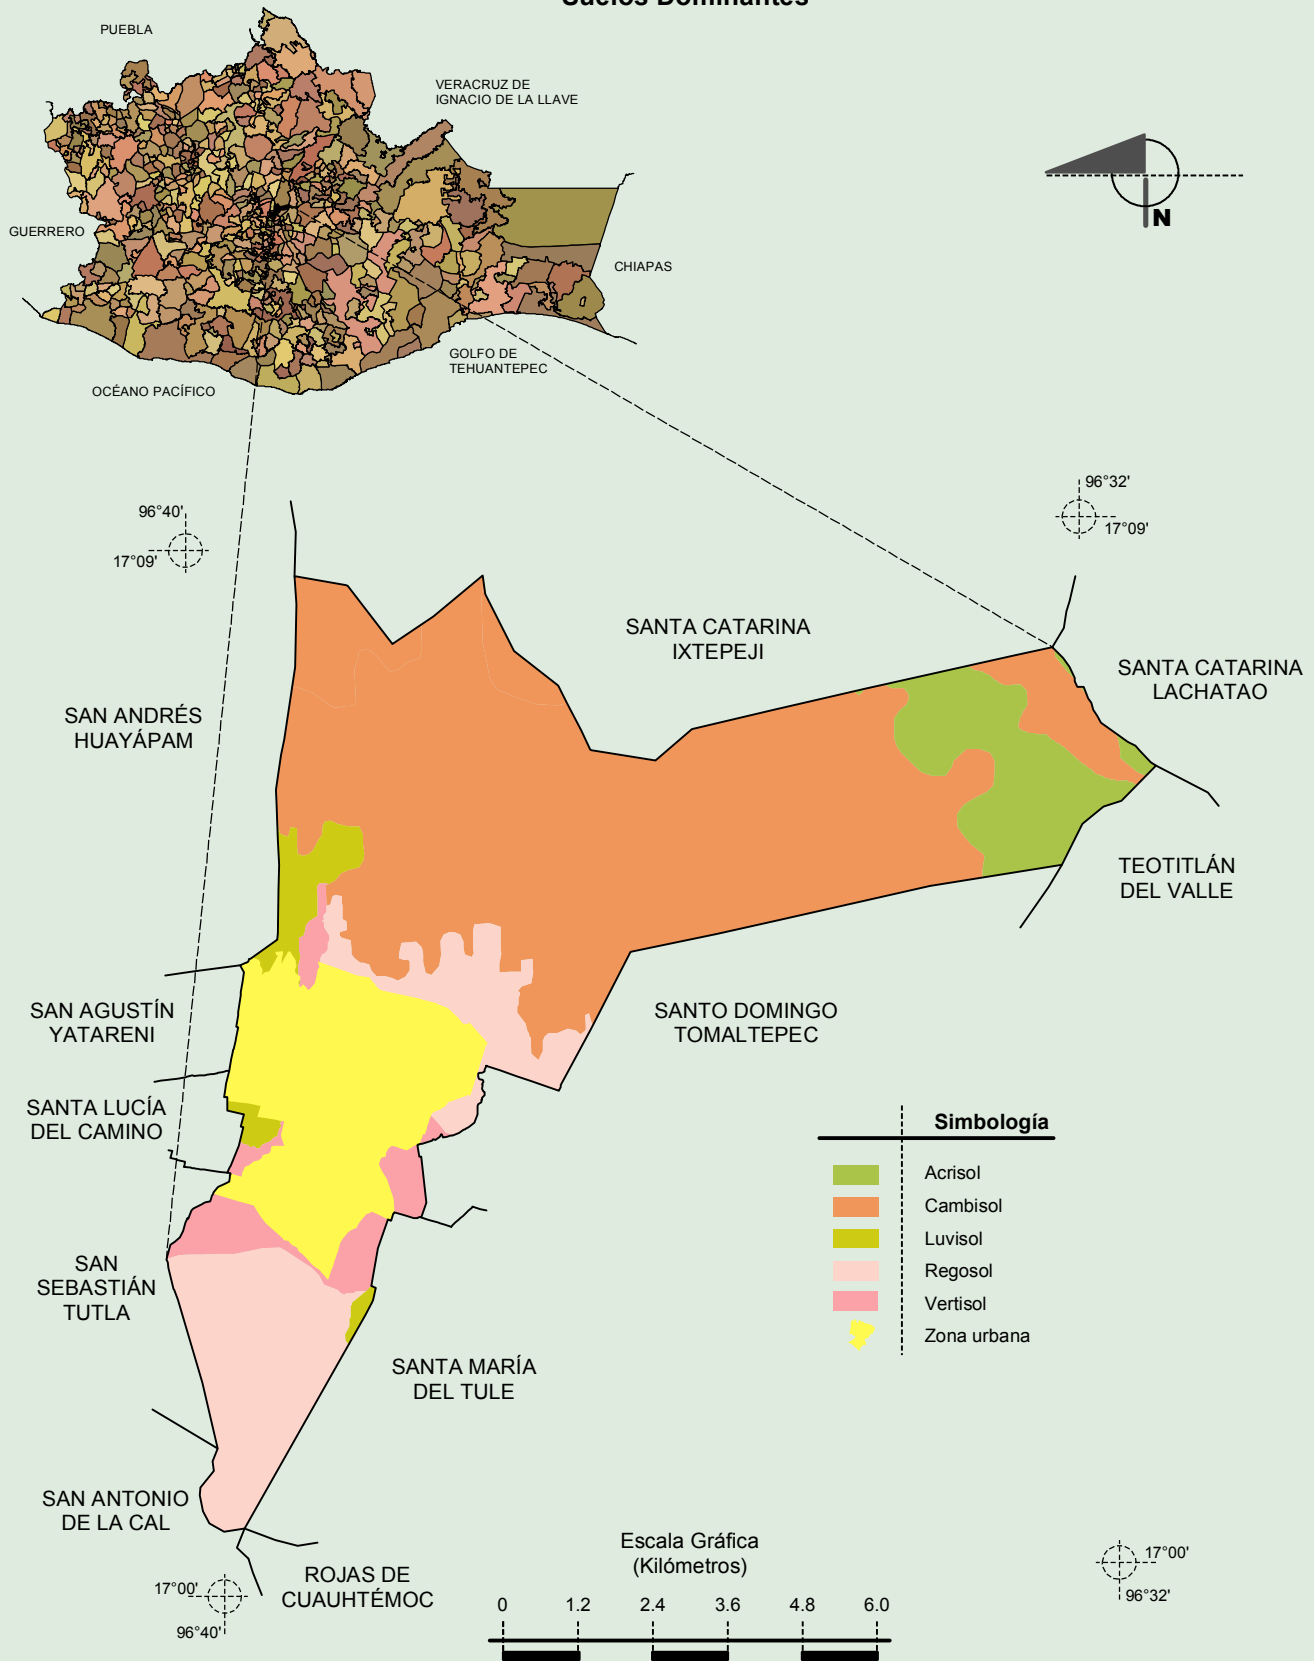 Suelos Dominantes
PUEBLA
VERACRUZ DE
IGNACIO DE LA LLAVE
GUERRERO
CHIAPAS
GOLFO DE
TEHUANTEPEC
OCÉANO PACÍFICO
N
96°40'
17°09'
96°32'
17°09'
SANTA CATARINA
IXTEPEJI
SANTA CATARINA
LACHATAO
SAN ANDRÉS
HUAYÁPAM
TEOTITLÁN
DEL VALLE
SAN AGUSTÍN
YATARENI
SANTO DOMINGO
TOMALTEPEC
SANTA LUCÍA
DEL CAMINO
Simbología
Acrisol
Cambisol
Luvisol
Regosol
Vertisol
Zona urbana
SAN
SEBASTIÁN
TUTLA
SANTA MARÍA
DEL TULE
SAN ANTONIO
DE LA CAL
ROJAS DE
CUAUHTÉMOC
17°00'
96°40'
Escala Gráfica
(Kilómetros)
0 1.2 2.4 3.6 4.8 6.0
17°00'
96°32'